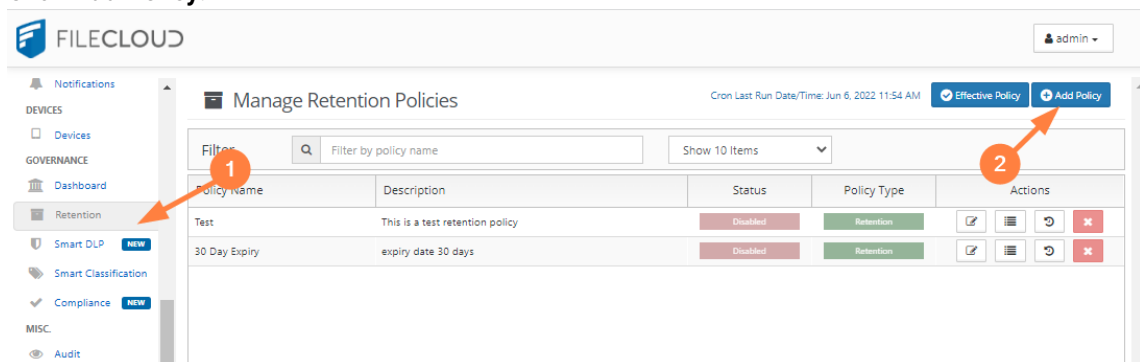 FILECLOUD
admin
Notifications
DEVICES
Devices
GOVERNANCE
Dashboard
Retention
Smart DLP NEW
Smart Classification
Compliance NEW
MISC.
Audit
Manage Retention Policies
Cron Last Run Date/Time: Jun 6, 2022 11:54 AM
Effective Policy
Add Policy
Filter
Filter by policy name
Show 10 Items
1
2
Policy Name Description Status Policy Type Actions
Test This is a test retention policy Disabled Retention
30 Day Expiry expiry date 30 days Disabled Retention